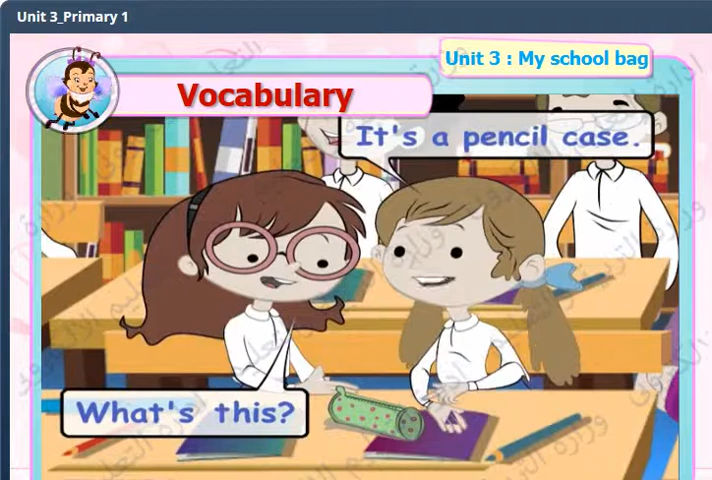 Unit 3_Primary 1
Unit 3 : My school bag
Vocabulary
It's a pencil case.
What's this?